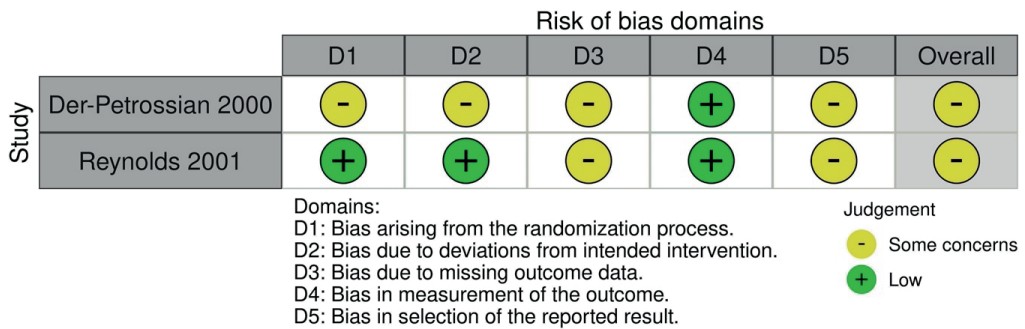 Risk of bias domains
D1 D2 D3 D4 D5 Overall
Study
Der-Petrossian 2000 - - - + - -
Reynolds 2001 + + - + - -
Domains:
D1: Bias arising from the randomization process.
D2: Bias due to deviations from intended intervention.
D3: Bias due to missing outcome data.
D4: Bias in measurement of the outcome.
D5: Bias in selection of the reported result.
Judgement
- Some concerns
+ Low